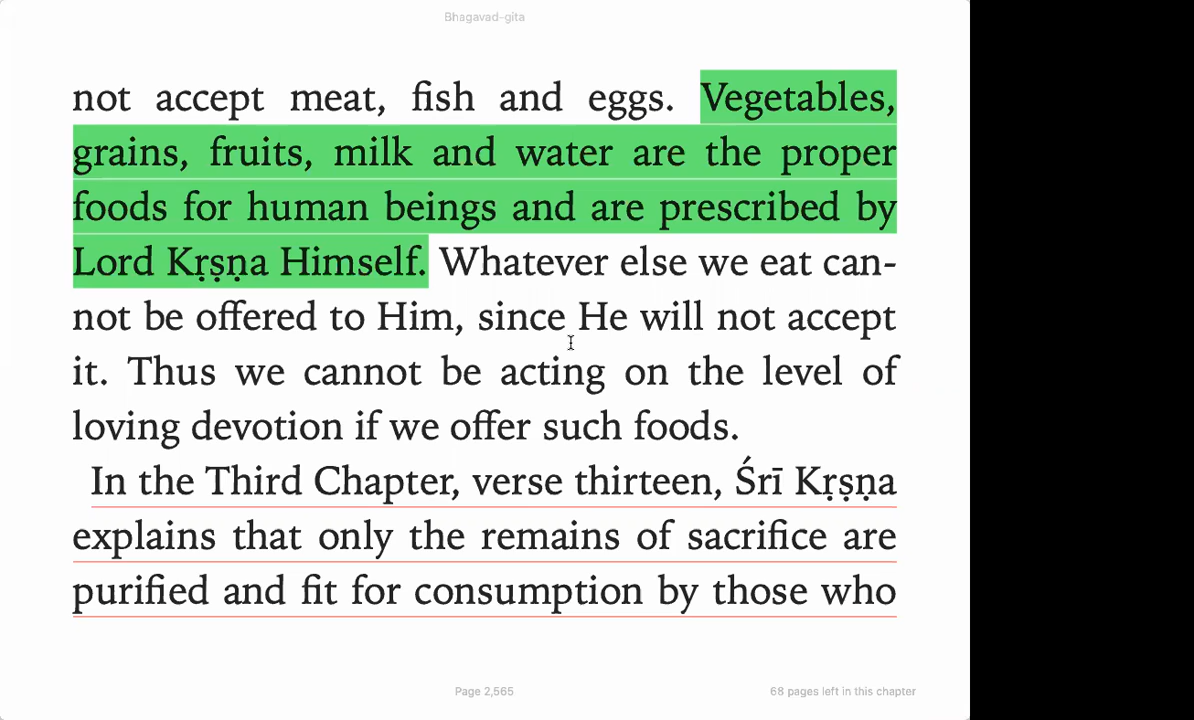 Bhagavad-gita
not accept meat, fish and eggs. Vegetables,
grains, fruits, milk and water are the proper
foods for human beings and are prescribed by
Lord Kṛṣṇa Himself. Whatever else we eat can-
not be offered to Him, since He will not accept
it. Thus we cannot be acting on the level of
loving devotion if we offer such foods.
In the Third Chapter, verse thirteen, Śrī Kṛṣṇa
explains that only the remains of sacrifice are
purified and fit for consumption by those who
Page 2,565
68 pages left in this chapter